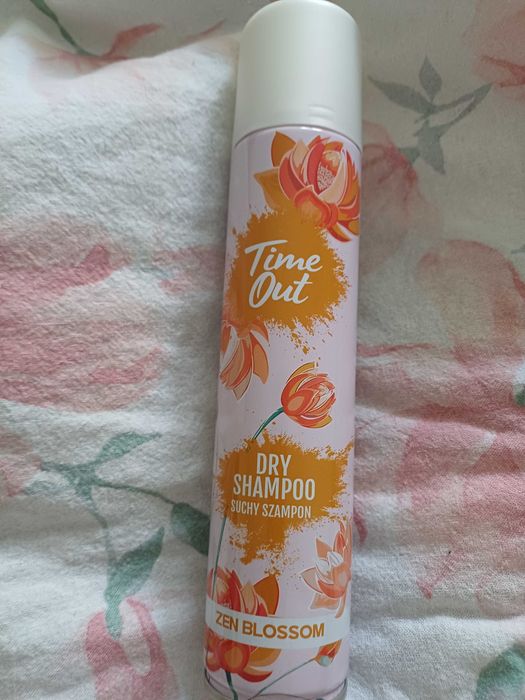 Time
Out
DRY
SHAMPOO
SUCHY SZAMPON
ZEN BLOSSOM